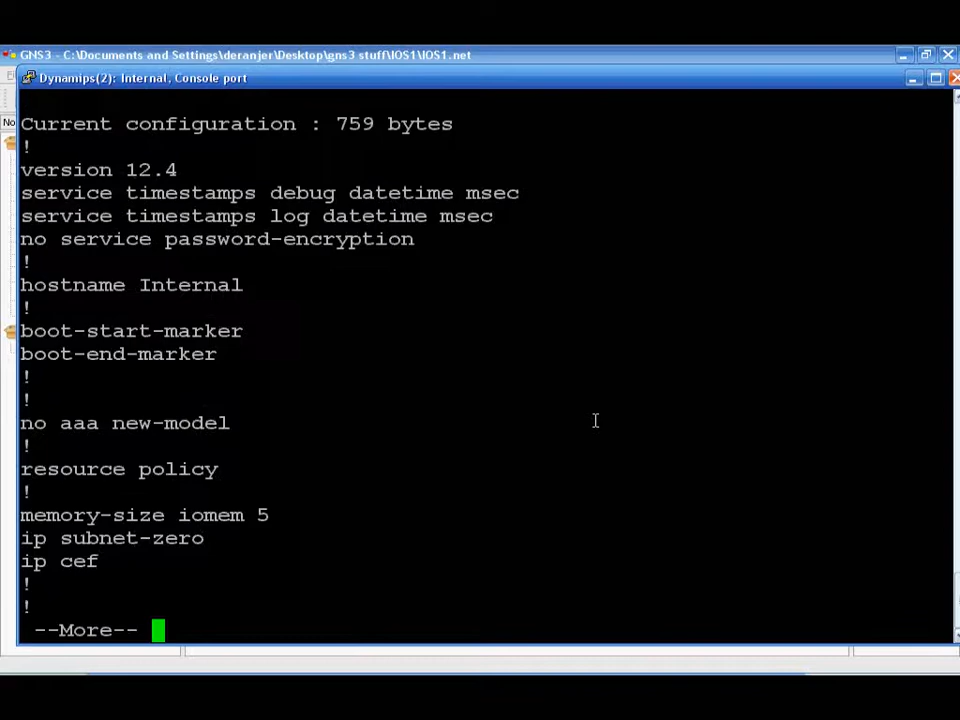 GNS3 - C:\Documents and Settings\deranjer\Desktop\gns3 stuff\IOS1\IOS1.net
Dynamips(2): Internal, Console port
No
Current configuration : 759 bytes
!
version 12.4
service timestamps debug datetime msec
service timestamps log datetime msec
no service password-encryption
!
hostname Internal
!
boot-start-marker
boot-end-marker
!
!
no aaa new-model
!
resource policy
!
memory-size iomem 5
ip subnet-zero
ip cef
!
!
--More--